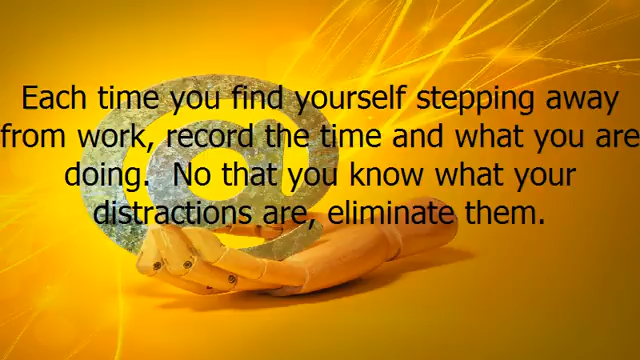 Each time you find yourself stepping away
from work, record the time and what you are
doing.  No that you know what your
distractions are, eliminate them.